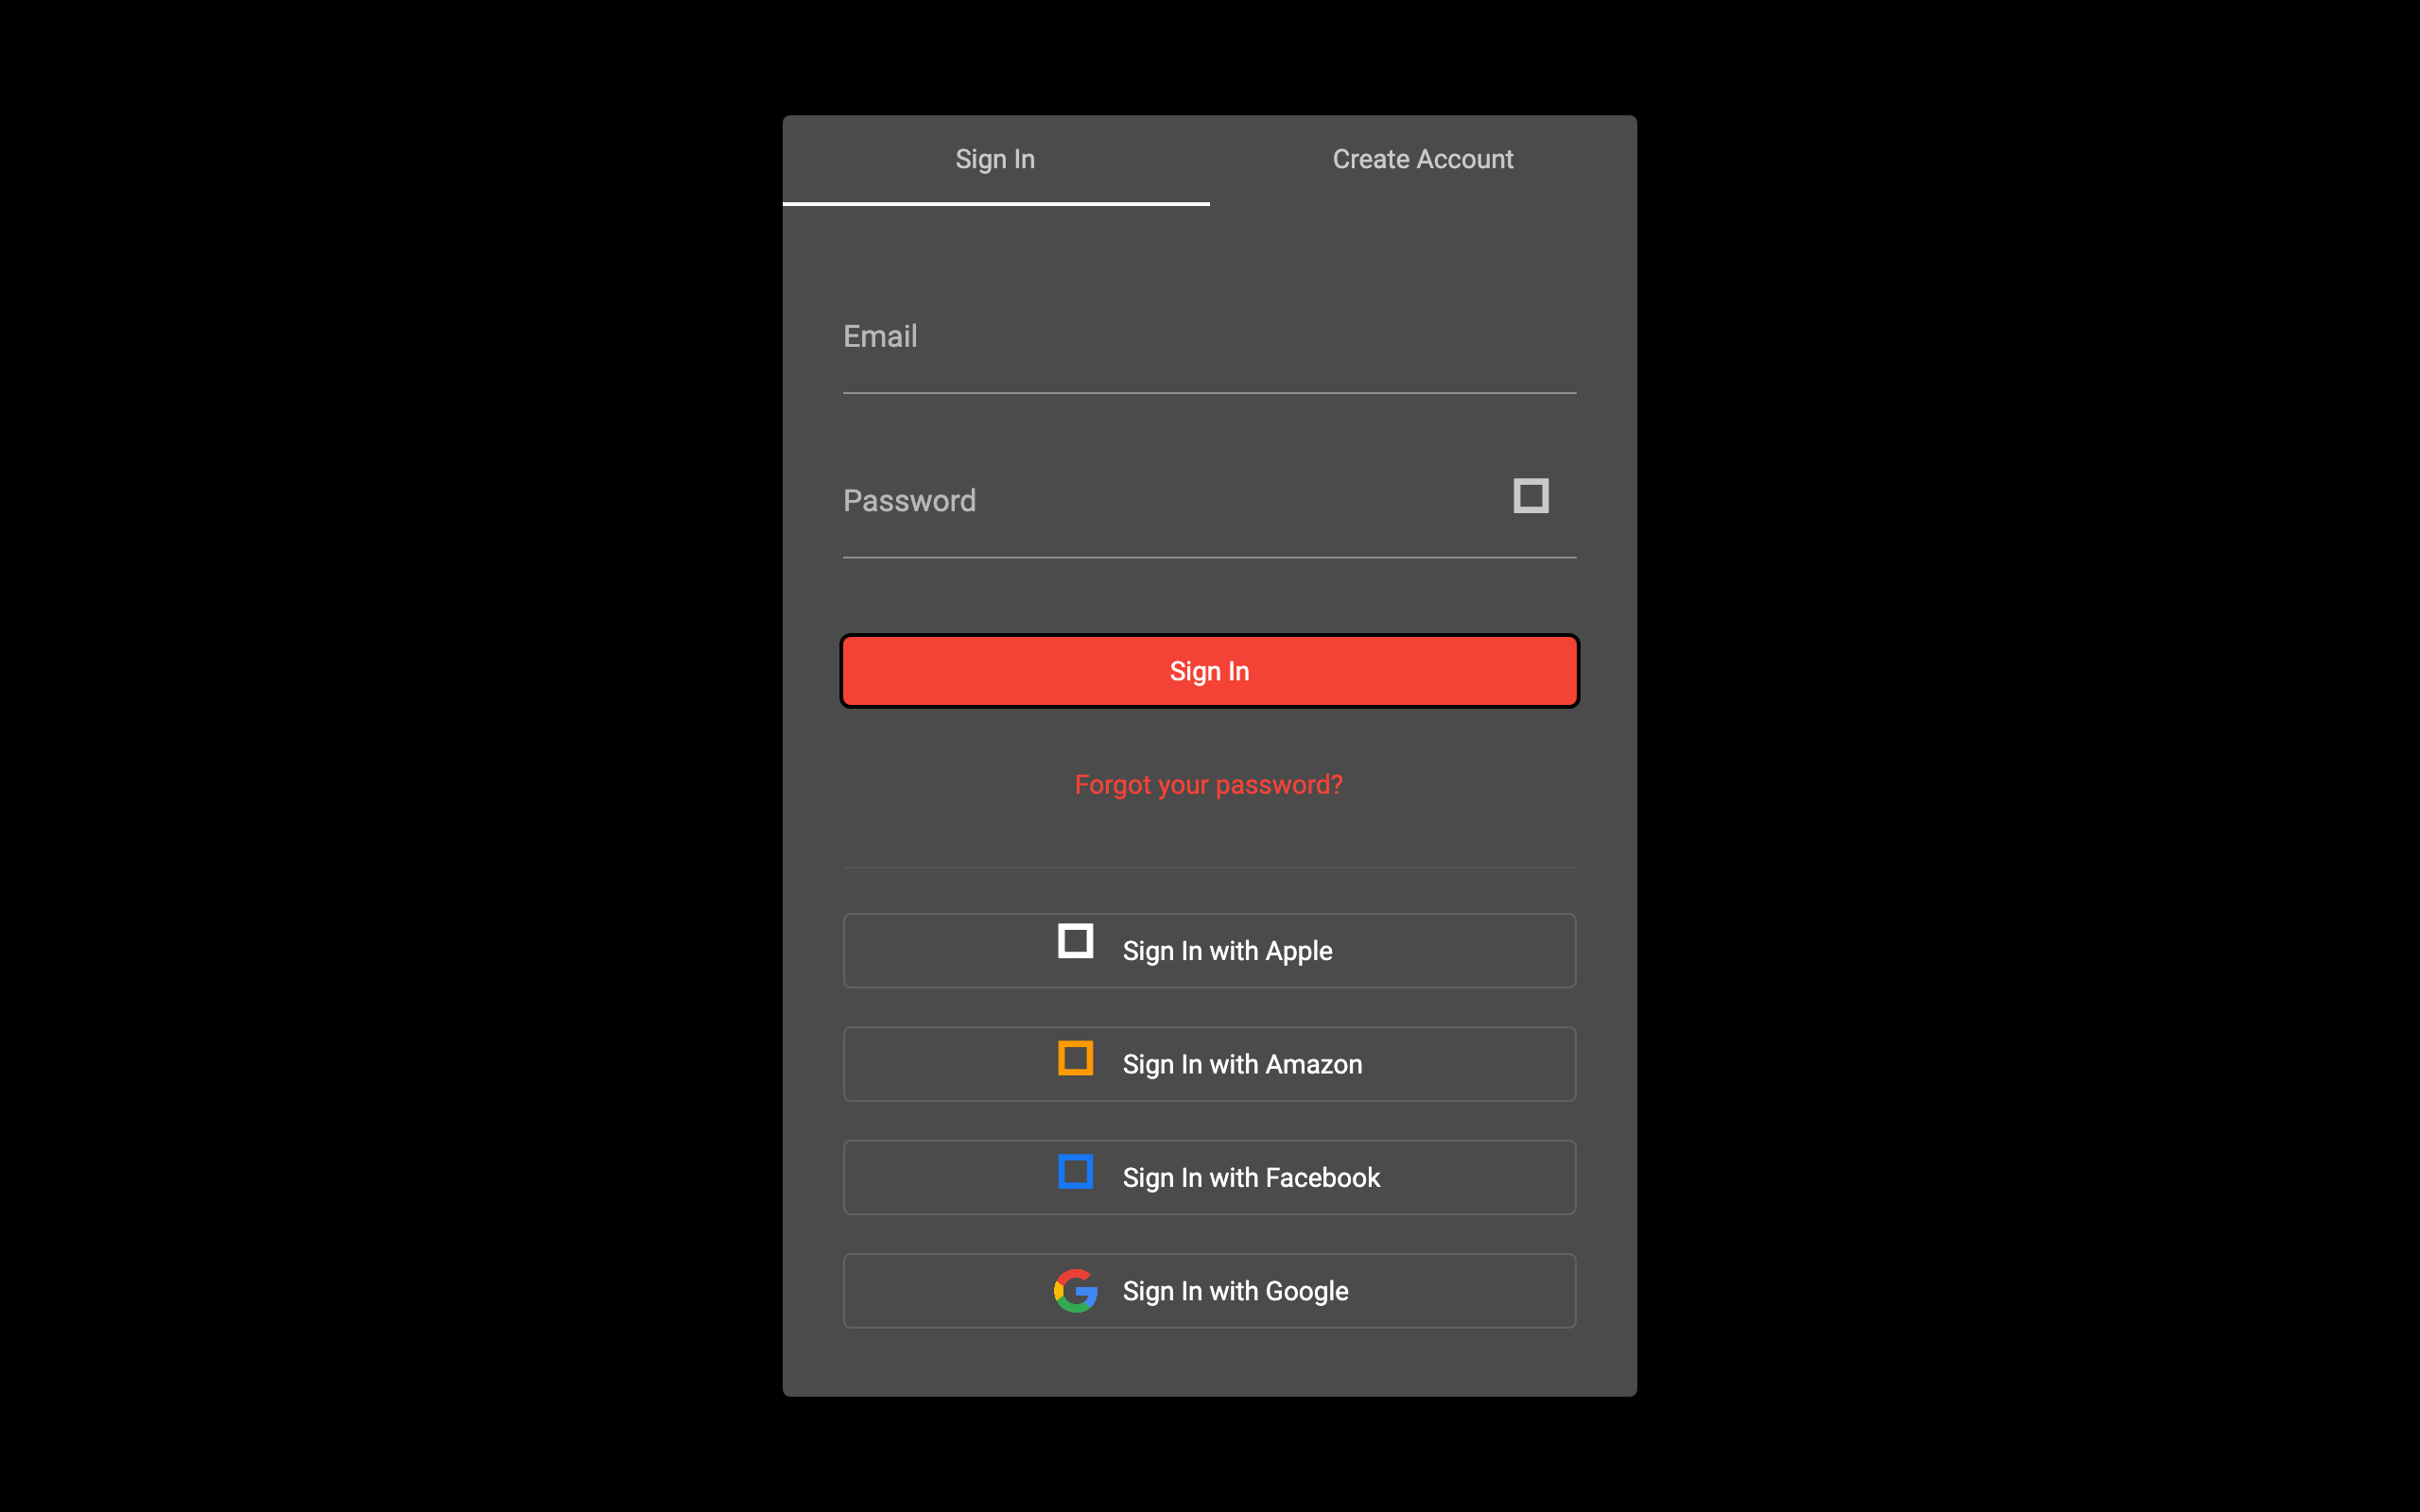 Sign In
Create Account
Email
Password
Sign In
Forgot your password?
Sign In with Apple
Sign In with Amazon
Sign In with Facebook
Sign In with Google